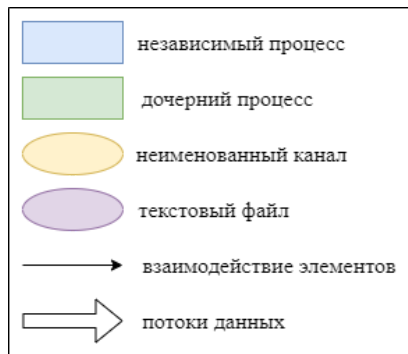 независимый процесс
дочерний процесс
неименованный канал
текстовый файл
взаимодействие элементов
потоки данных